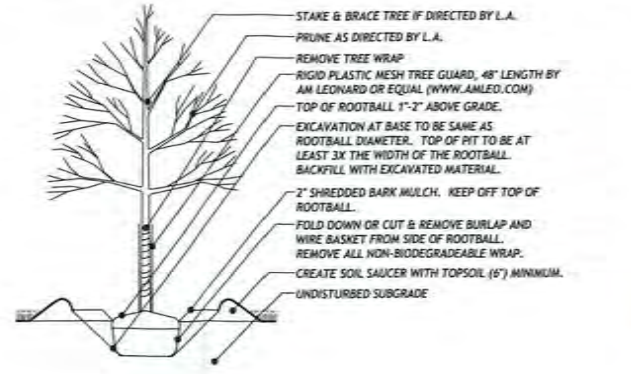 STAKE & BRACE TREE IF DIRECTED BY L.A.
PRUNE AS DIRECTED BY L.A.
REMOVE TREE WRAP
RIGID PLASTIC MESH TREE GUARD, 48" LENGTH BY
AM LEONARD OR EQUAL (WWW.AMLEO.COM)
TOP OF ROOTBALL 1"-2" ABOVE GRADE.
EXCAVATION AT BASE TO BE SAME AS
ROOTBALL DIAMETER. TOP OF PIT TO BE AT
LEAST 3X THE WIDTH OF THE ROOTBALL.
BACKFILL WITH EXCAVATED MATERIAL.
2" SHREDDED BARK MULCH. KEEP OFF TOP OF
ROOTBALL.
FOLD DOWN OR CUT & REMOVE BURLAP AND
WIRE BASKET FROM SIDE OF ROOTBALL.
REMOVE ALL NON-BIODEGRADEABLE WRAP.
CREATE SOIL SAUCER WITH TOPSOIL (6") MINIMUM.
UNDISTURBED SUBGRADE